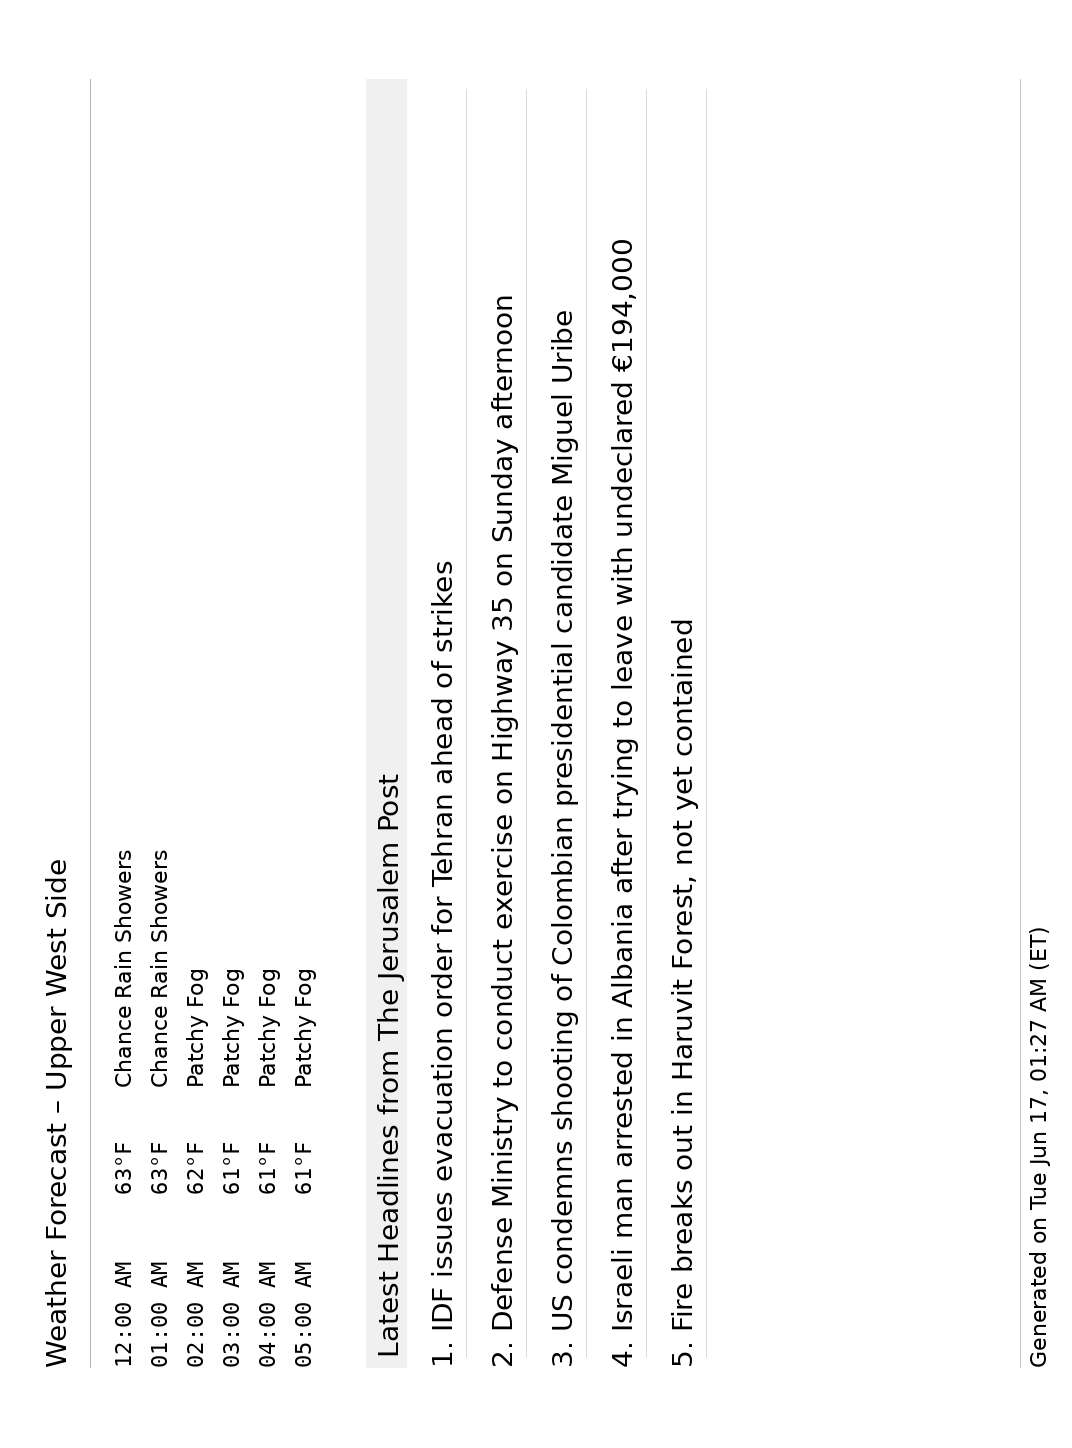 Weather Forecast – Upper West Side
12:00 AM 63°F Chance Rain Showers
01:00 AM 63°F Chance Rain Showers
02:00 AM 62°F Patchy Fog
03:00 AM 61°F Patchy Fog
04:00 AM 61°F Patchy Fog
05:00 AM 61°F Patchy Fog
Latest Headlines from The Jerusalem Post
1. IDF issues evacuation order for Tehran ahead of strikes
2. Defense Ministry to conduct exercise on Highway 35 on Sunday afternoon
3. US condemns shooting of Colombian presidential candidate Miguel Uribe
4. Israeli man arrested in Albania after trying to leave with undeclared €194,000
5. Fire breaks out in Haruvit Forest, not yet contained
Generated on Tue Jun 17, 01:27 AM (ET)